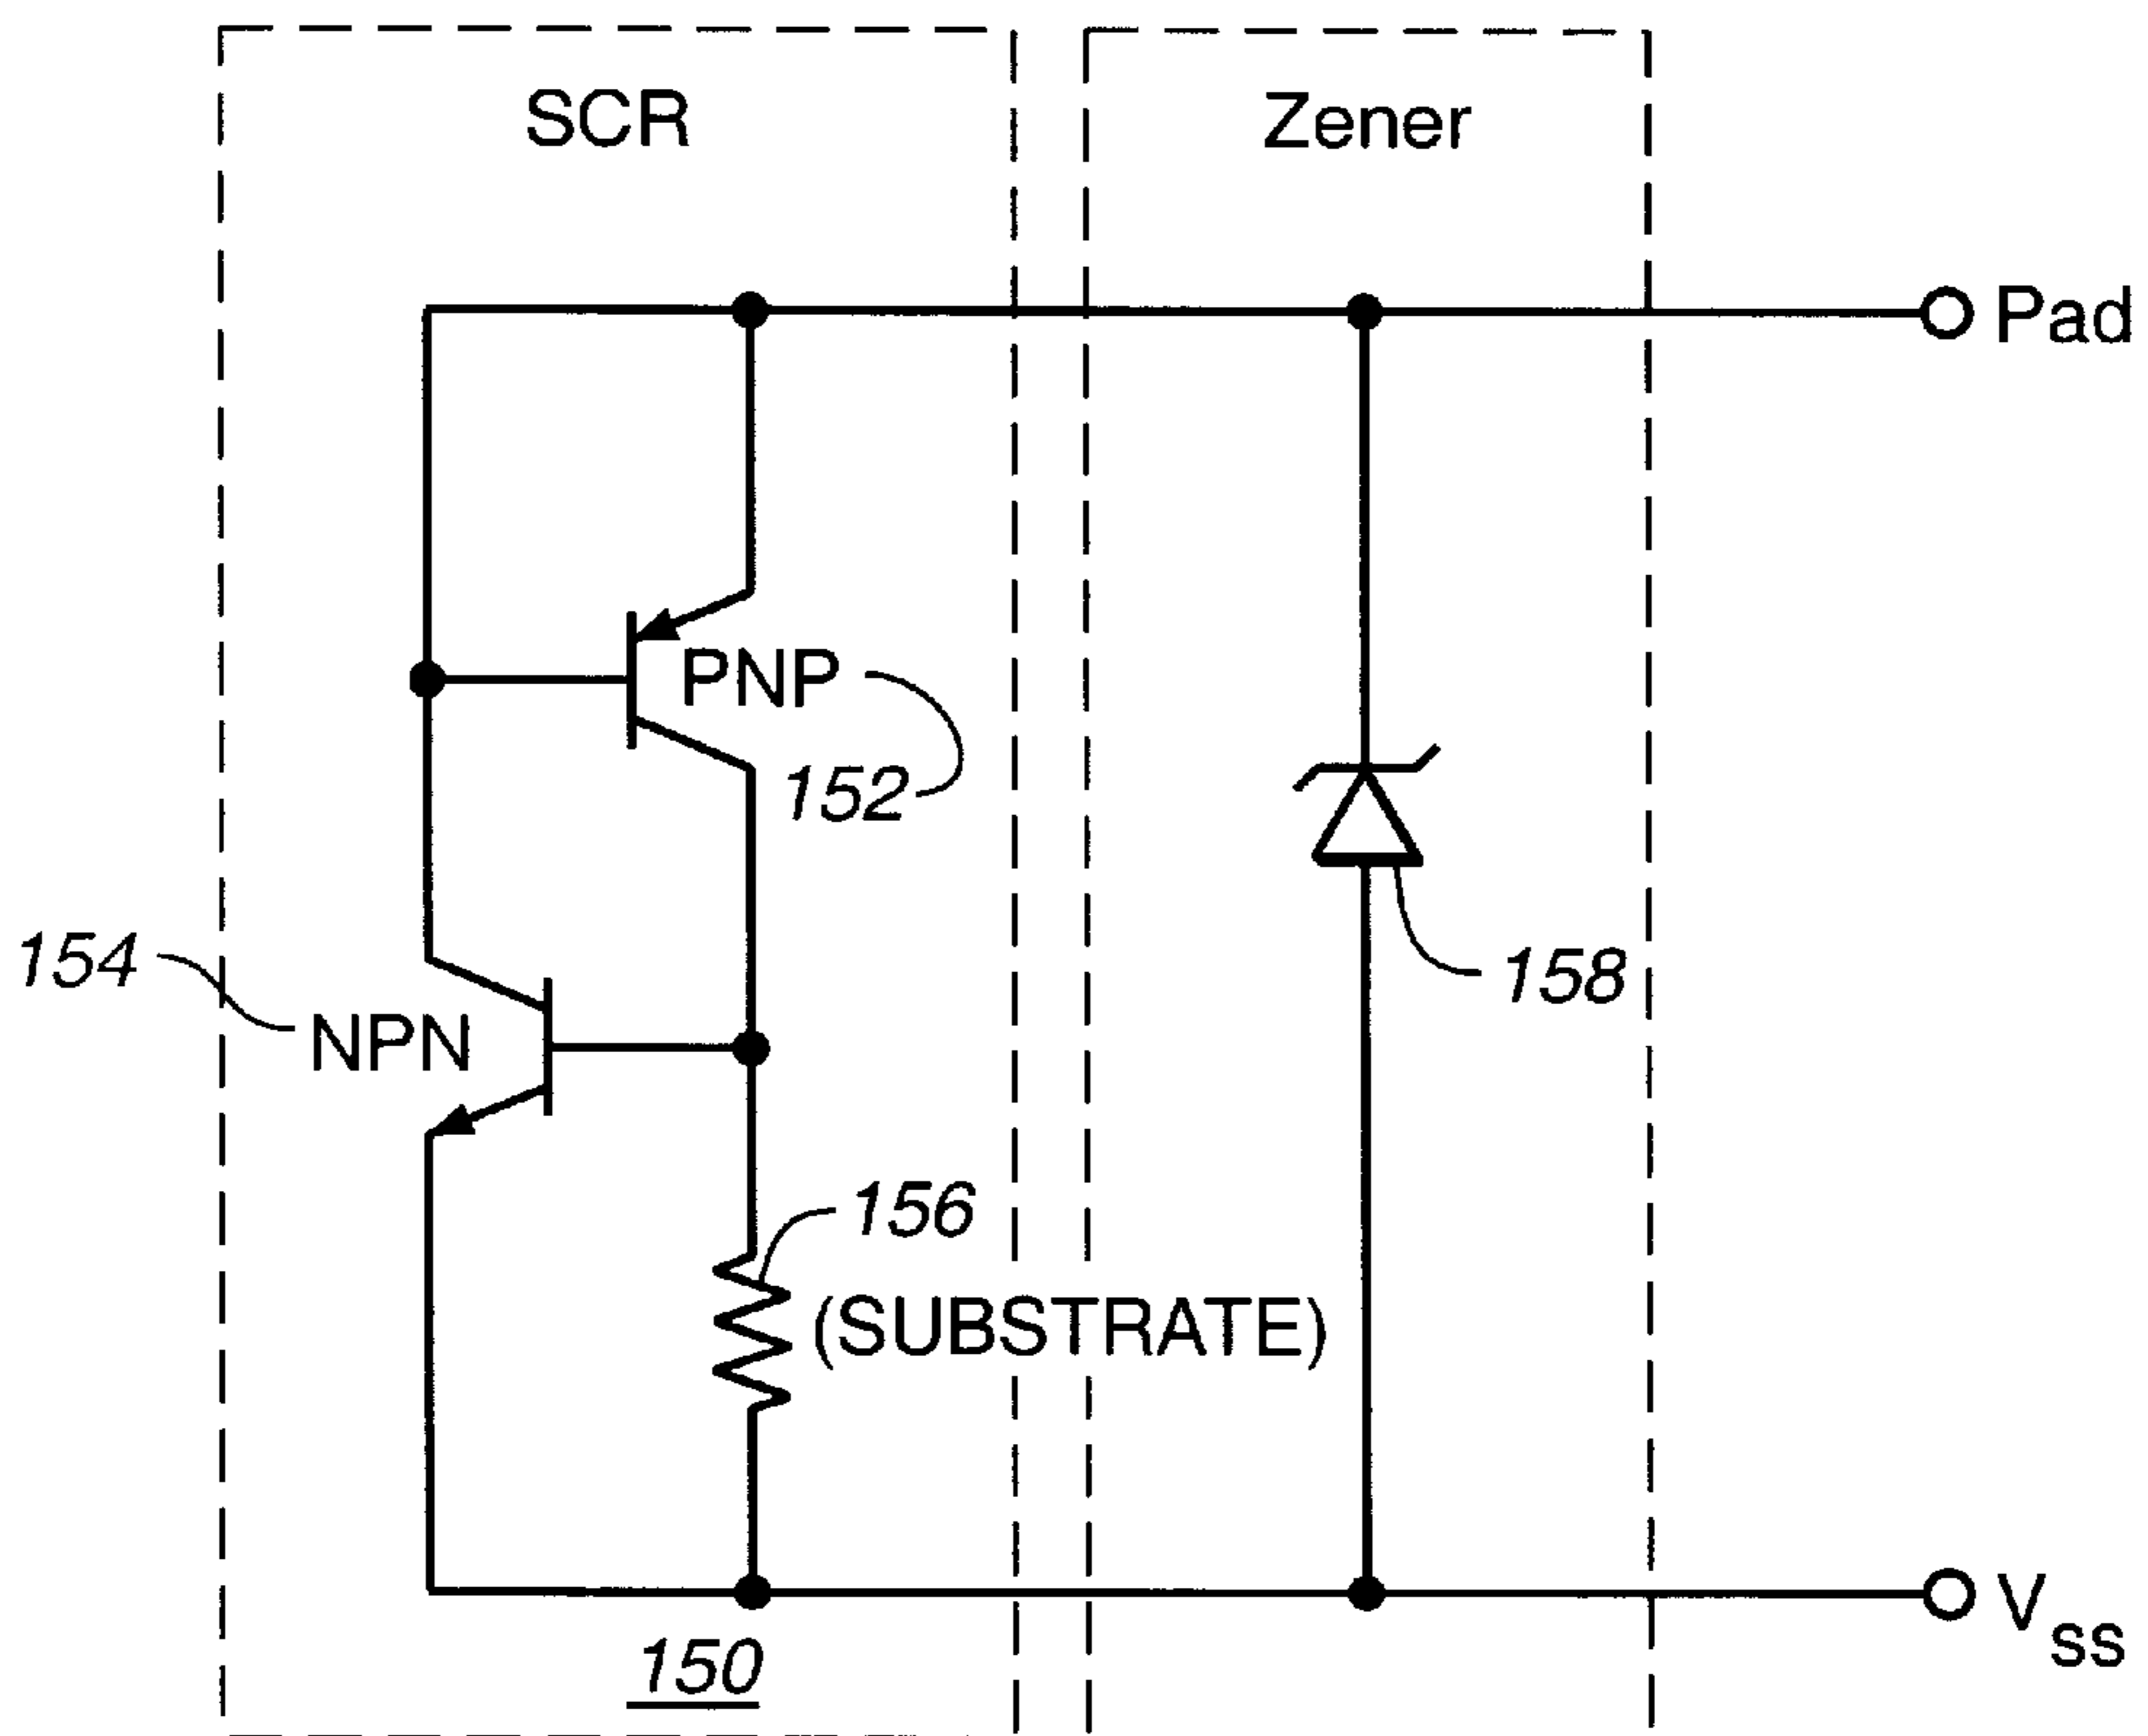 SCR
Zener
Pad
PNP
152
154
NPN
158
156
(SUBSTRATE)
Vss
150